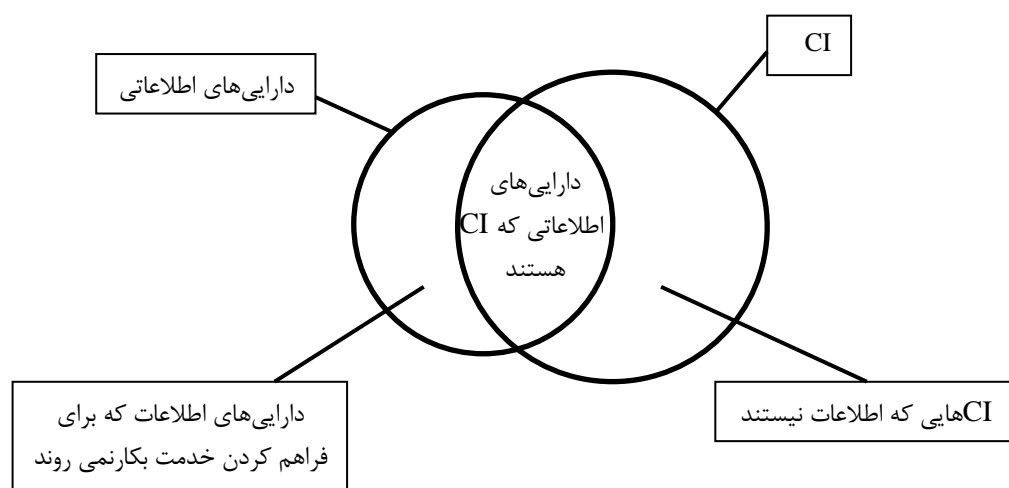 CI
دارایی‌های اطلاعاتی
دارایی‌های
اطلاعاتی که CI
هستند
CIهایی که اطلاعات نیستند
دارایی‌های اطلاعات که برای
فراهم کردن خدمت بکارنمی روند